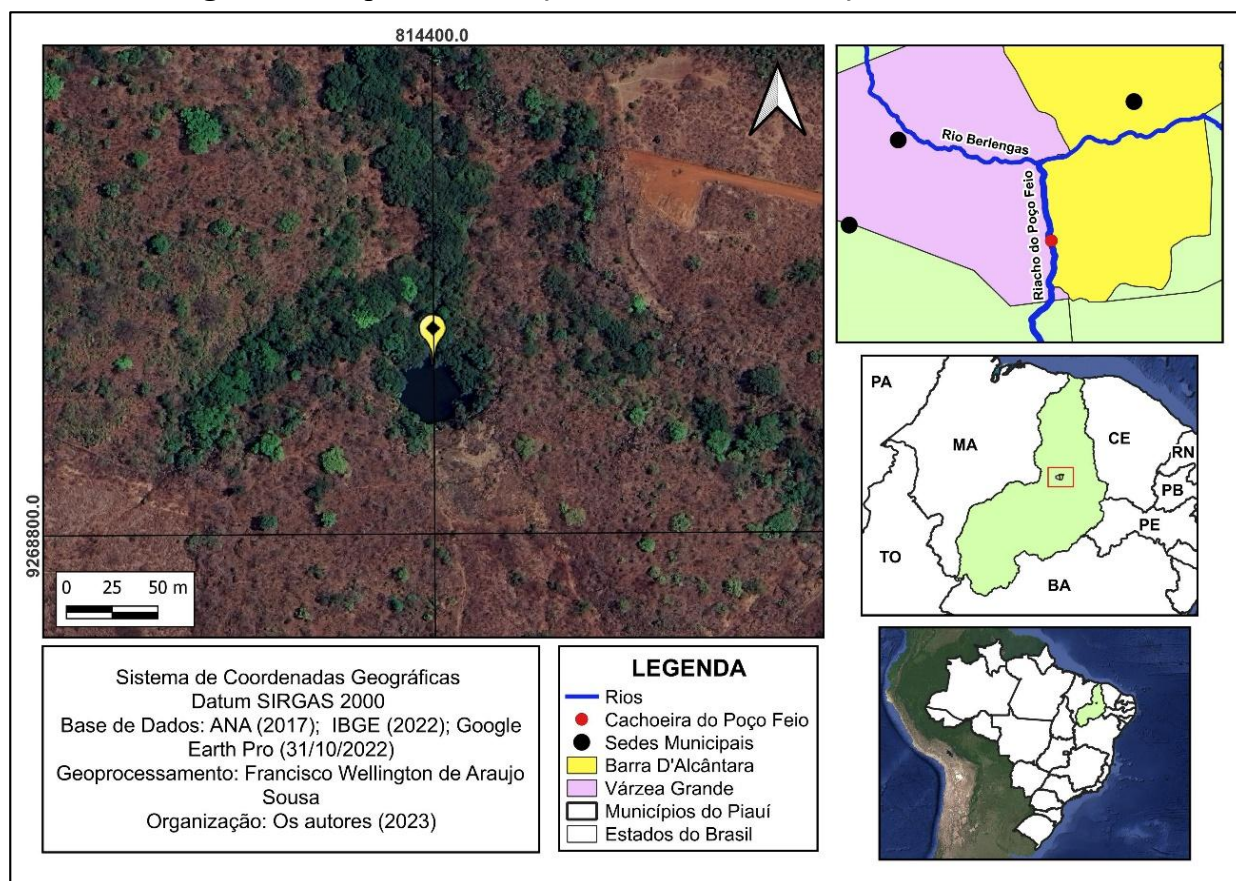 814400.0
9268800.0
0 25 50 m
Rio Berlengas
Riacho do Poço Feio
PA
MA
CE
RN
PB
PE
TO
BA
Sistema de Coordenadas Geográficas
Datum SIRGAS 2000
Base de Dados: ANA (2017); IBGE (2022); Google
Earth Pro (31/10/2022)
Geoprocessamento: Francisco Wellington de Araujo
Sousa
Organização: Os autores (2023)
LEGENDA
Rios
Cachoeira do Poço Feio
Sedes Municipais
Barra D'Alcântara
Várzea Grande
Municípios do Piauí
Estados do Brasil